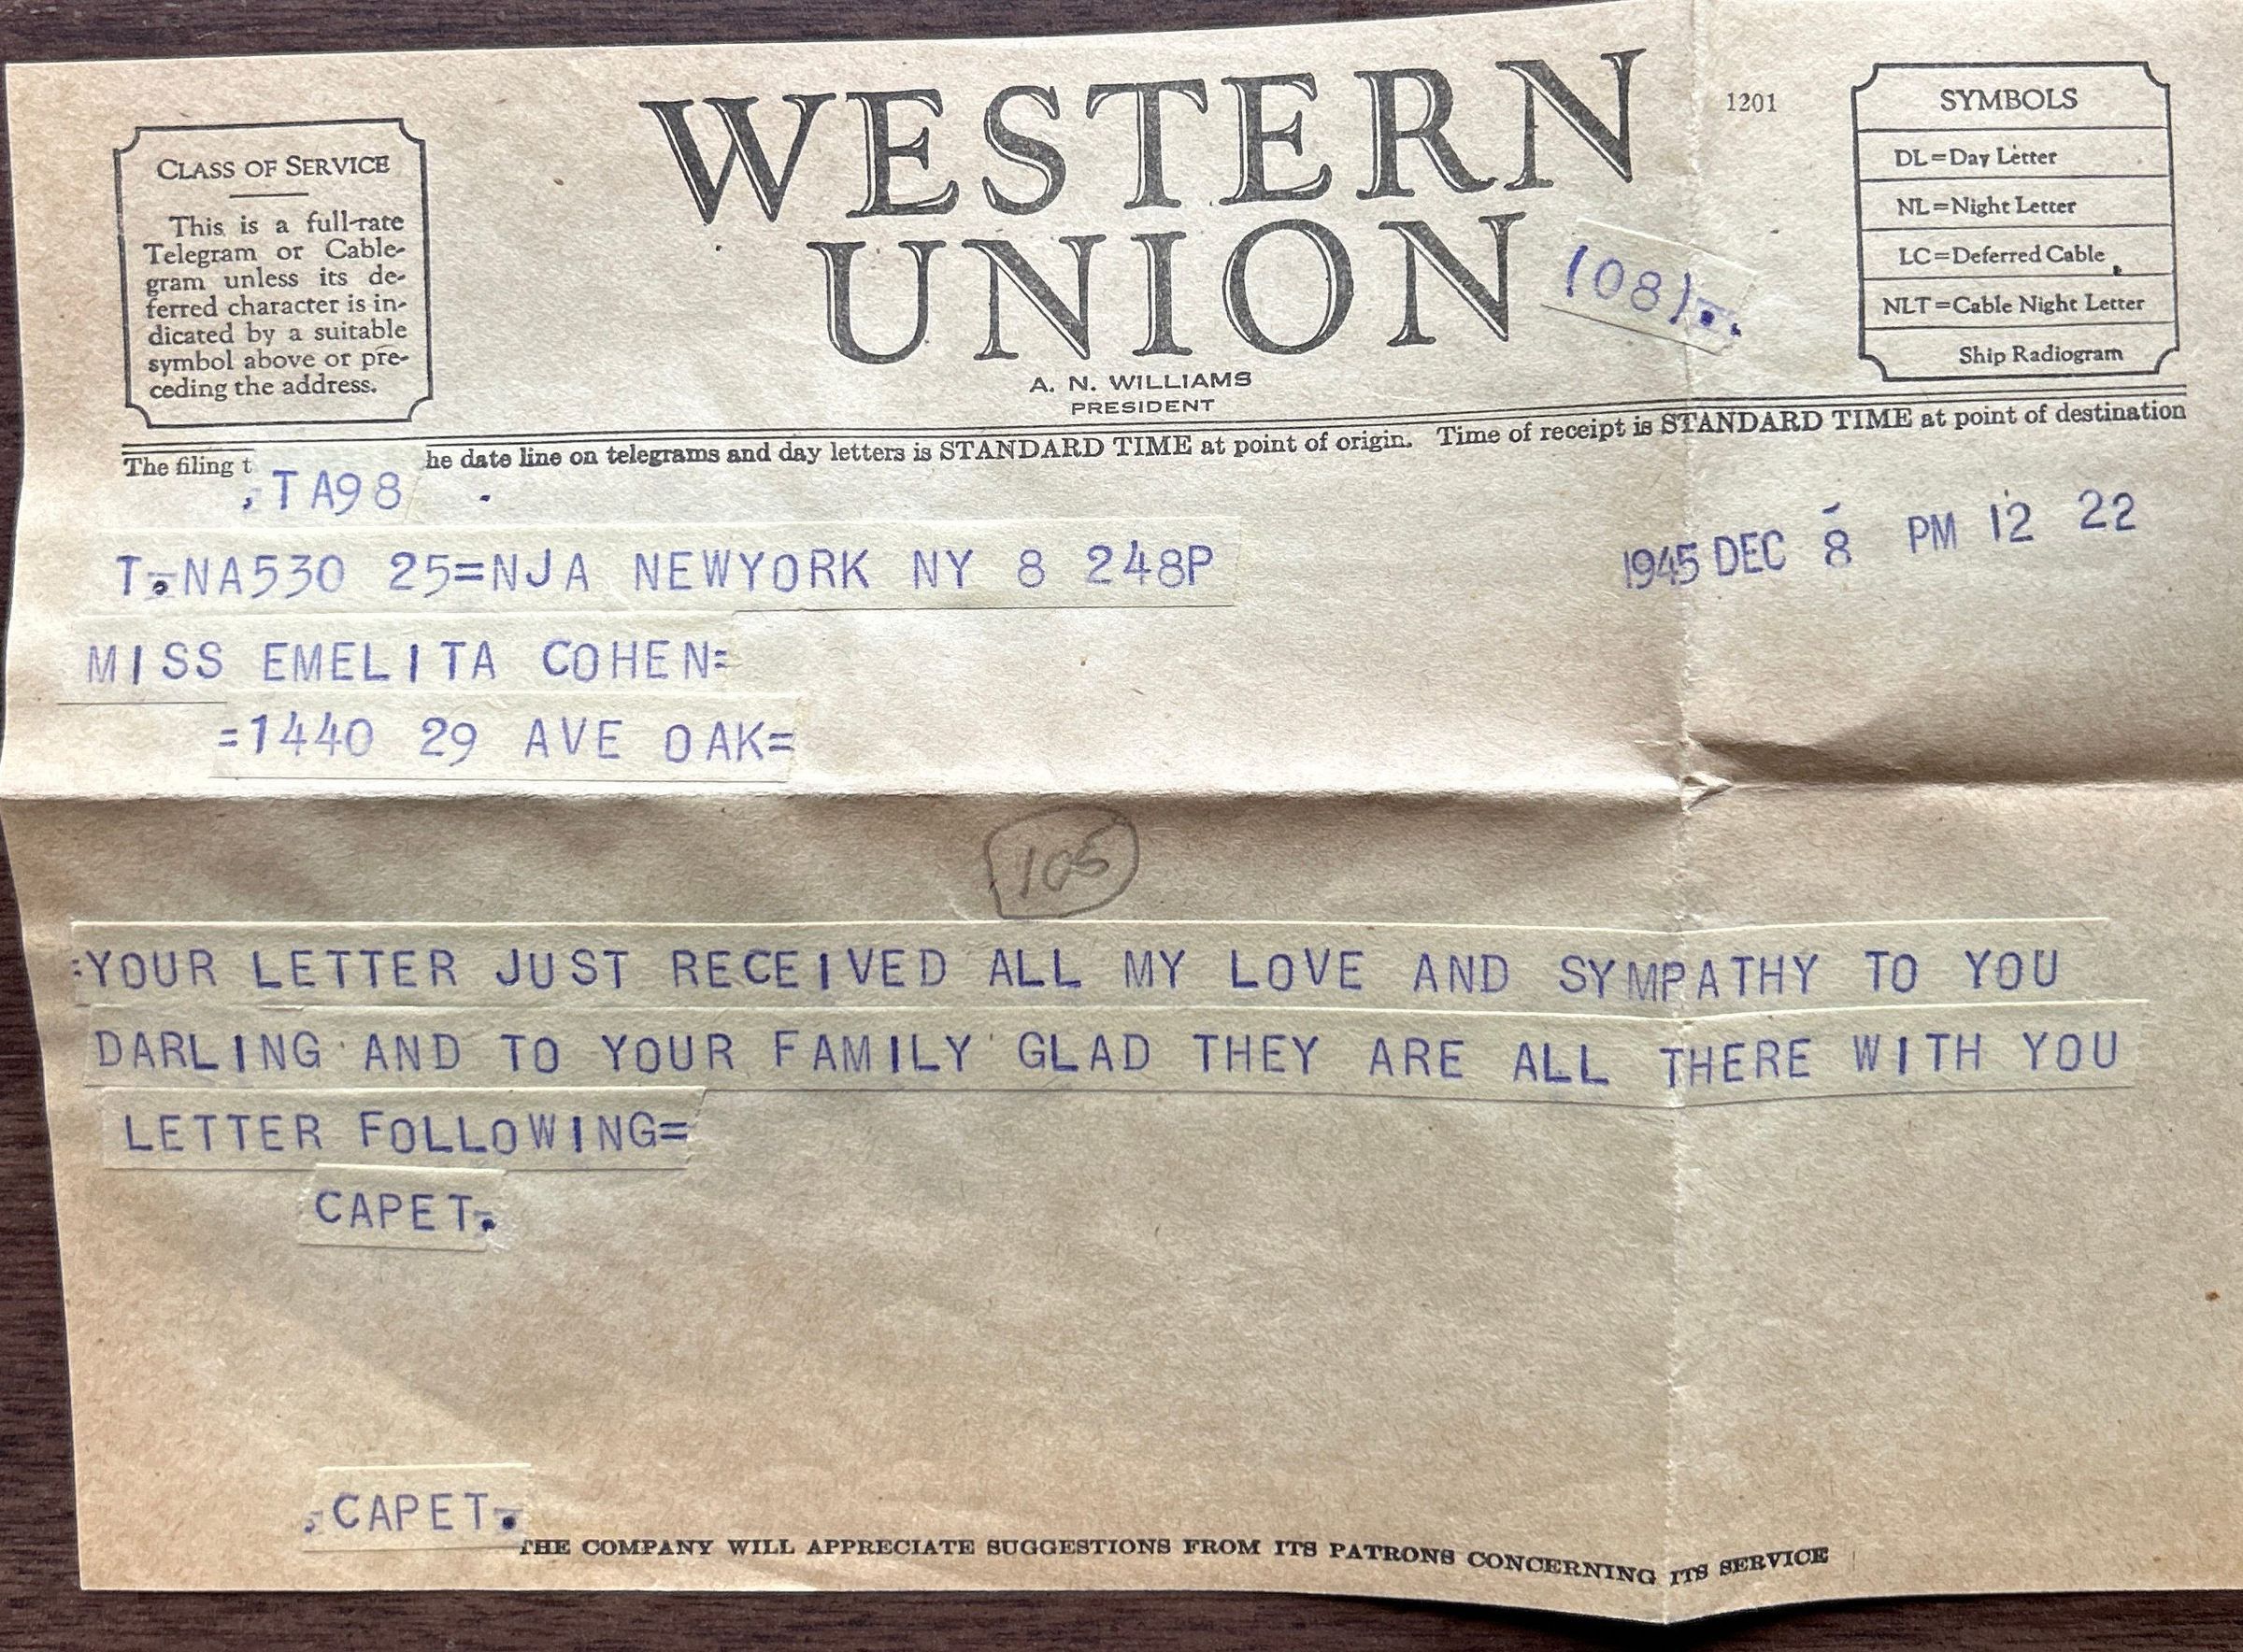 WESTERN
UNION
1201
(08).
A. N. WILLIAMS
PRESIDENT
CLASS OF SERVICE
This is a full-rate
Telegram or Cable-
gram unless its de-
ferred character is in-
dicated by a suitable
symbol above or pre-
ceding the address.
SYMBOLS
DL=Day Letter
NL=Night Letter
LC=Deferred Cable
NLT=Cable Night Letter
Ship Radiogram
The filing t he date line on telegrams and day letters is STANDARD TIME at point of origin. Time of receipt is STANDARD TIME at point of destination
TA98
1945 DEC 8 PM 12 22
T.NA530 25=NJA NEWYORK NY 8 248P
MISS EMELITA COHEN=
=1440 29 AVE OAK=
105
:YOUR LETTER JUST RECEIVED ALL MY LOVE AND SYMPATHY TO YOU
DARLING AND TO YOUR FAMILY GLAD THEY ARE ALL THERE WITH YOU
LETTER FOLLOWING=
CAPET.
CAPET.
THE COMPANY WILL APPRECIATE SUGGESTIONS FROM ITS PATRONS CONCERNING ITS SERVICE